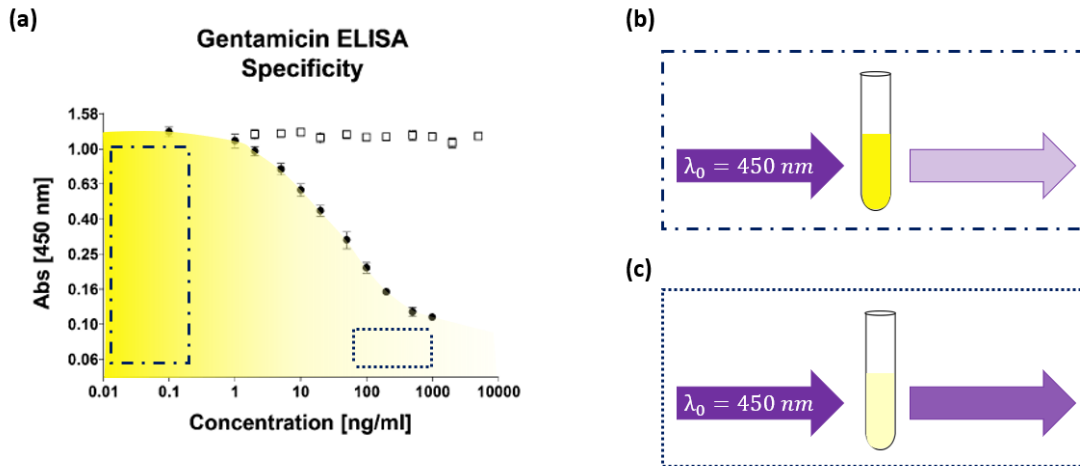 (a)
Gentamicin ELISA
Specificity
Abs [450 nm]
1.58
1.00
0.63
0.40
0.25
0.16
0.10
0.06
0.01 0.1 1 10 100 1000 10000
Concentration [ng/ml]
(b)
λ₀ = 450 nm
(c)
λ₀ = 450 nm